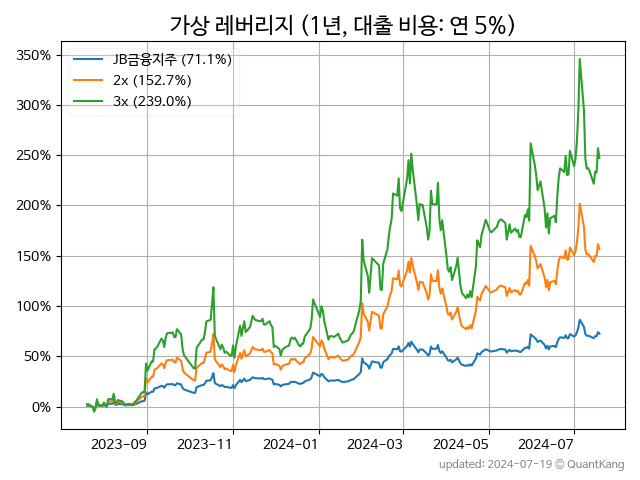 가상 레버리지 (1년, 대출 비용: 연 5%)
JB금융지주 (71.1%)
2x (152.7%)
3x (239.0%)
350%
300%
250%
200%
150%
100%
50%
0%
2023-09 2023-11 2024-01 2024-03 2024-05 2024-07
updated: 2024-07-19 © QuantKang